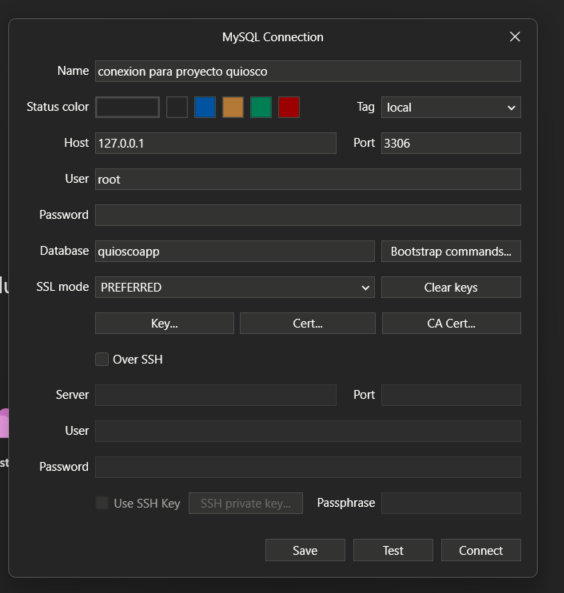 MySQL Connection
Name conexion para proyecto quiosco
Status color Tag local
Host 127.0.0.1 Port 3306
User root
Password
Database quioscoapp Bootstrap commands...
SSL mode PREFERRED Clear keys
Key... Cert... CA Cert...
Over SSH
Server Port
User
Password
st
Use SSH Key SSH private key... Passphrase
Save Test Connect